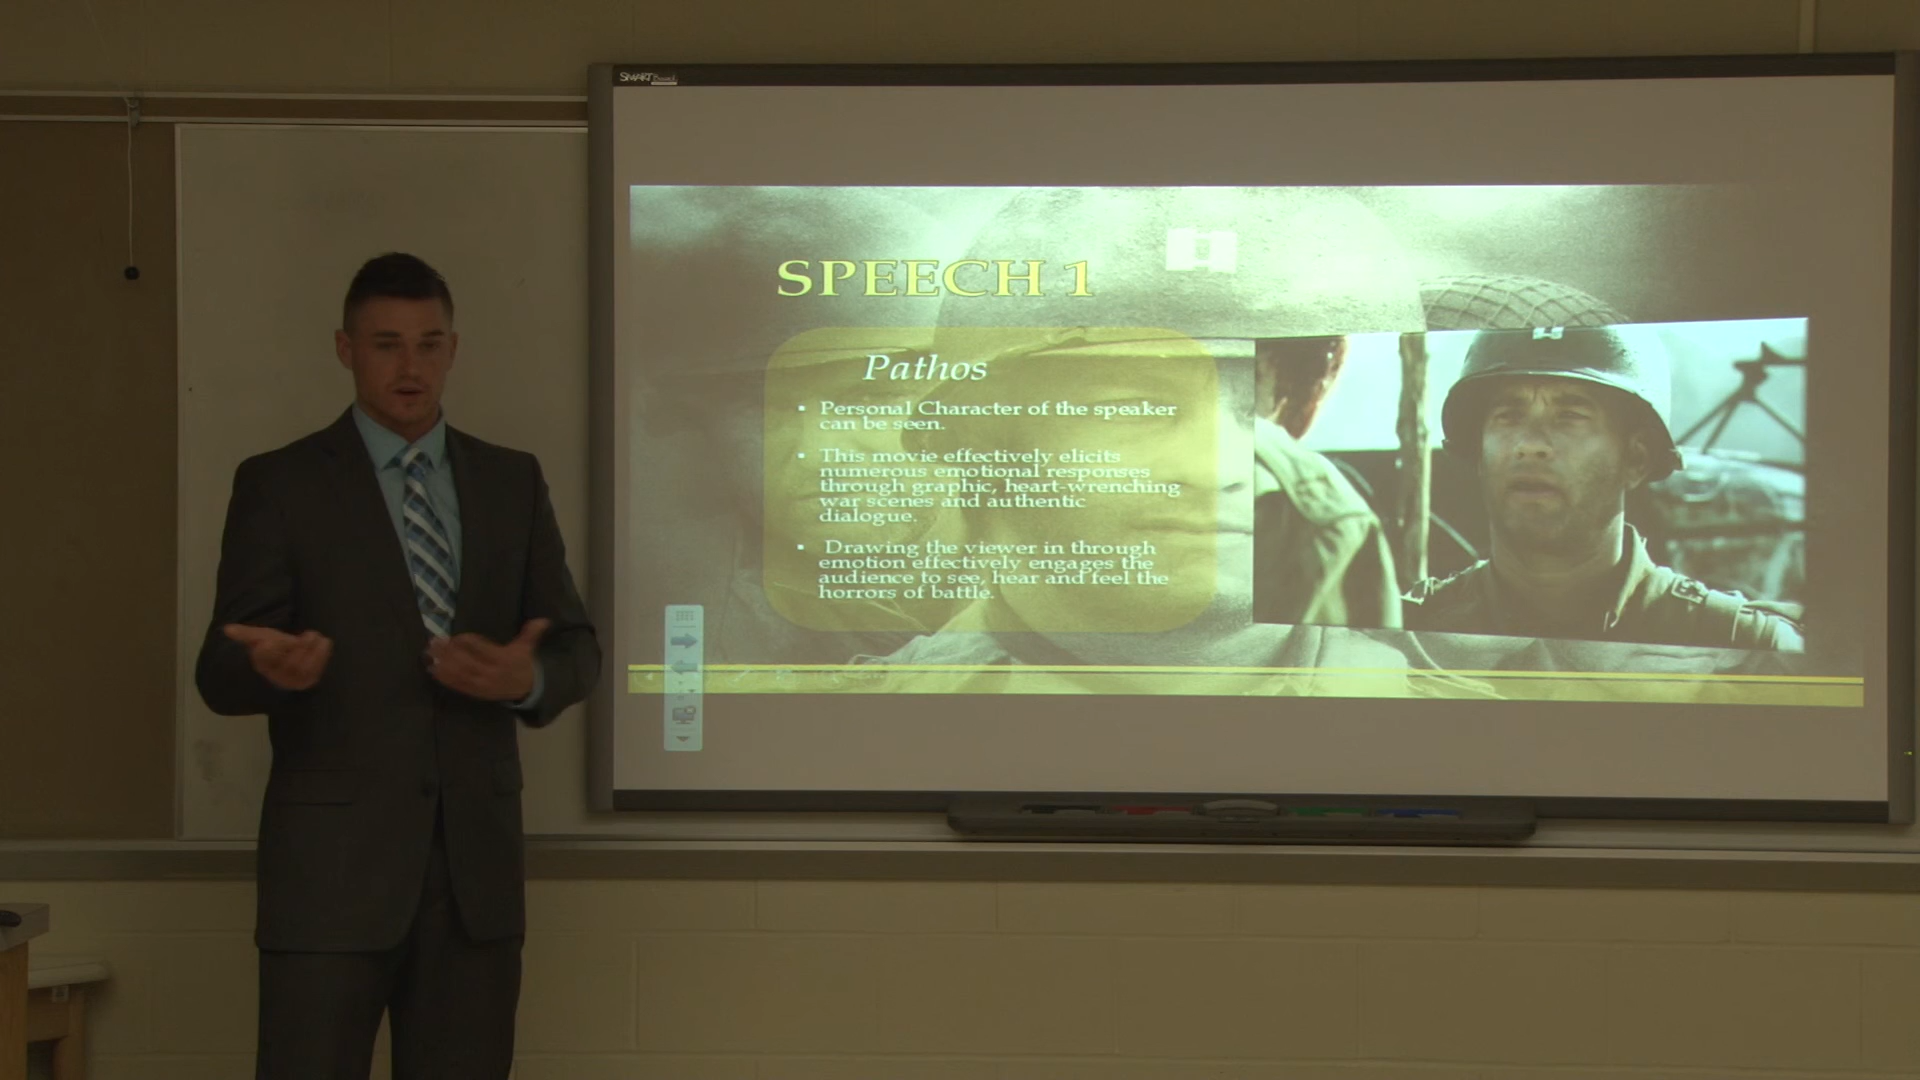 SMART Board
SPEECH 1
Pathos
▪ Personal Character of the speaker
can be seen.
▪ This movie effectively elicits
numerous emotional responses
through graphic, heart-wrenching
war scenes and authentic
dialogue.
▪ Drawing the viewer in through
emotion effectively engages the
audience to see, hear and feel the
horrors of battle.